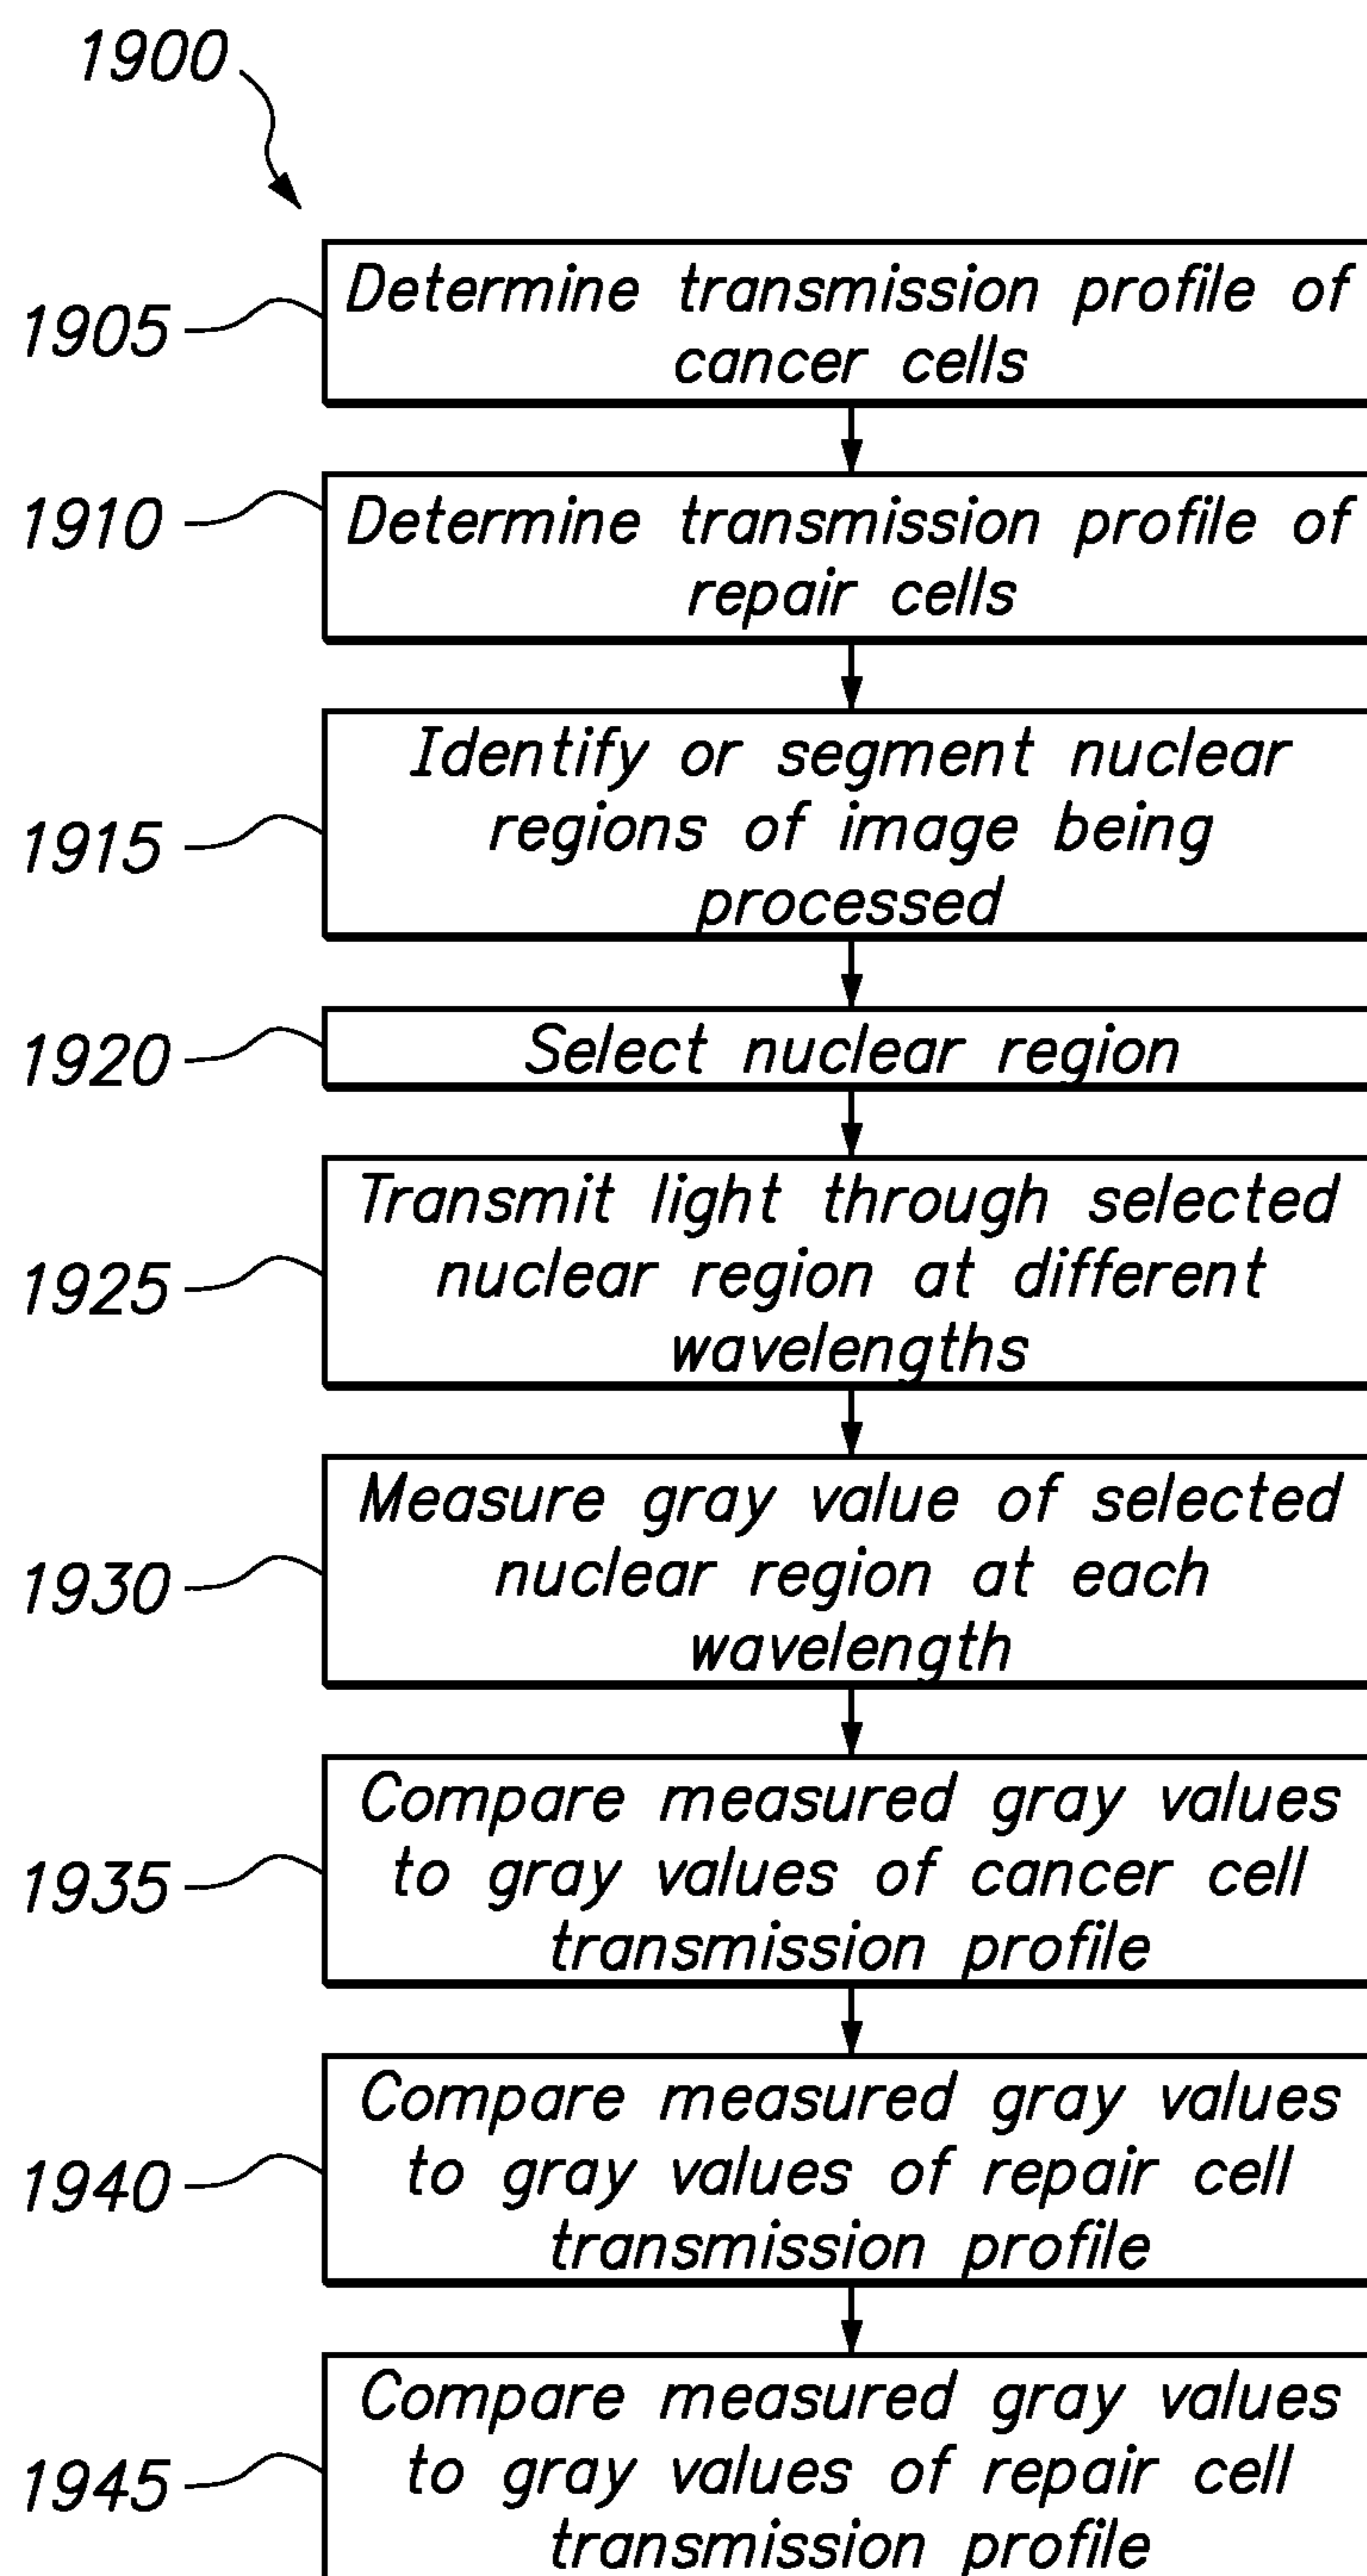 1900
1905
Determine transmission profile of
cancer cells
1910
Determine transmission profile of
repair cells
1915
Identify or segment nuclear
regions of image being
processed
1920
Select nuclear region
1925
Transmit light through selected
nuclear region at different
wavelengths
1930
Measure gray value of selected
nuclear region at each
wavelength
1935
Compare measured gray values
to gray values of cancer cell
transmission profile
1940
Compare measured gray values
to gray values of repair cell
transmission profile
1945
Compare measured gray values
to gray values of repair cell
transmission profile